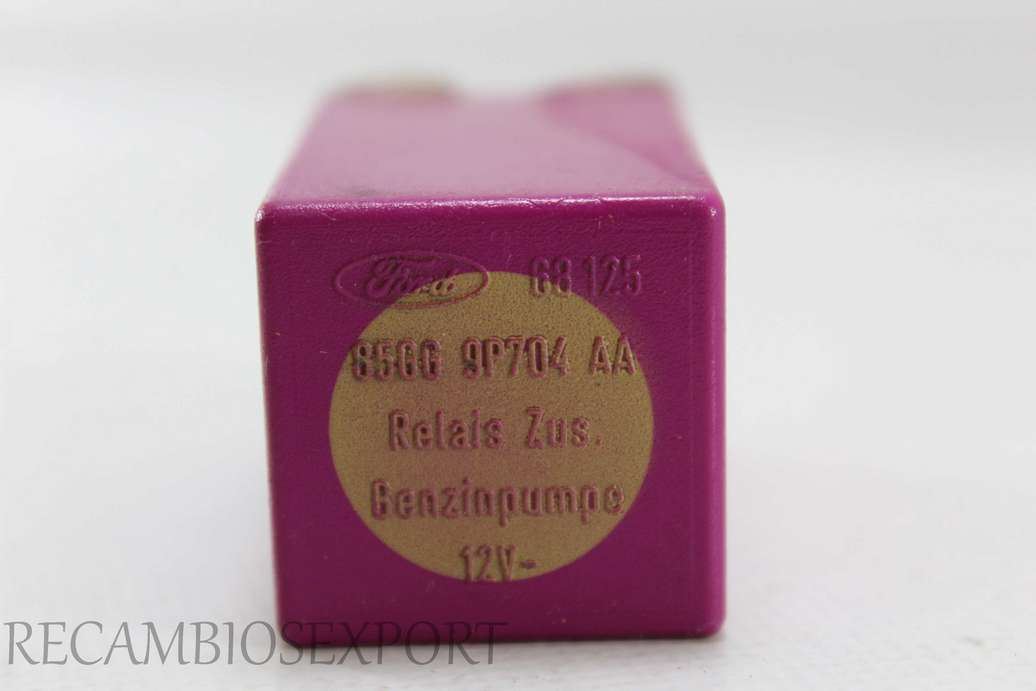 Ford 68 125
85GG 9P704 AA
Relais Zus.
Benzinpumpe
12V-
RECAMBIOSEXPORT